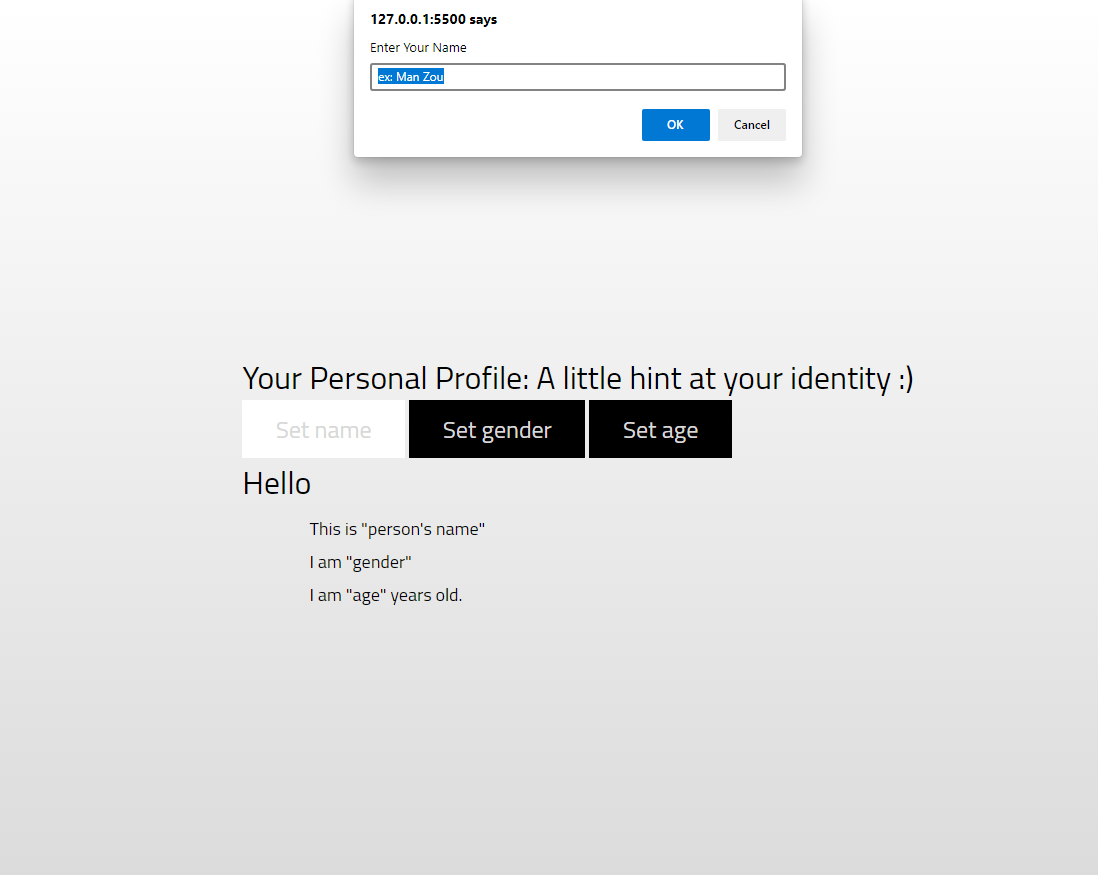 127.0.0.1:5500 says
Enter Your Name
ex: Man Zou
OK Cancel
Your Personal Profile: A little hint at your identity :)
Set name Set gender Set age
Hello
This is "person's name"
I am "gender"
I am "age" years old.